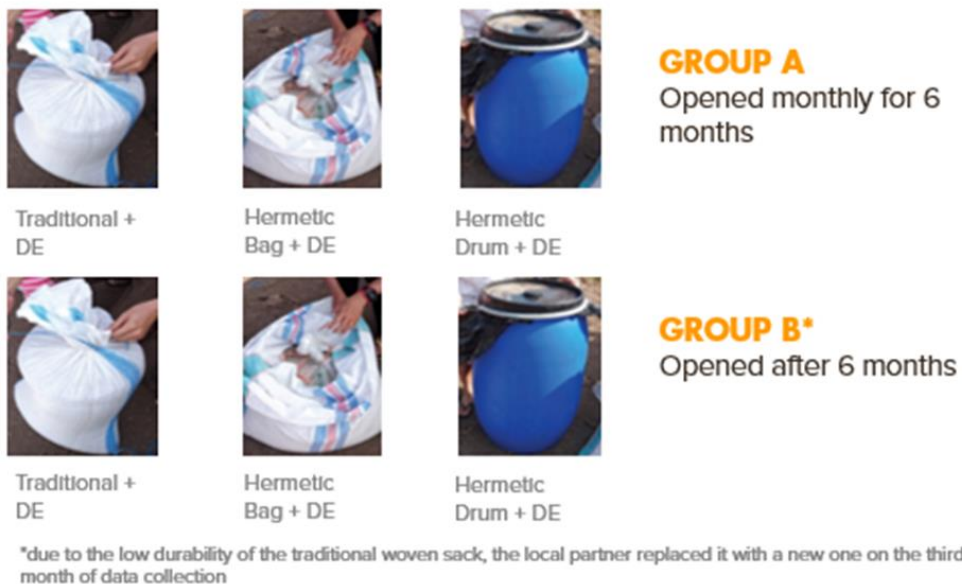 GROUP A
Opened monthly for 6
months
Traditional +
DE
Hermetic
Bag + DE
Hermetic
Drum + DE
GROUP B*
Opened after 6 months
Traditional +
DE
Hermetic
Bag + DE
Hermetic
Drum + DE
*due to the low durability of the traditional woven sack, the local partner replaced it with a new one on the third
month of data collection